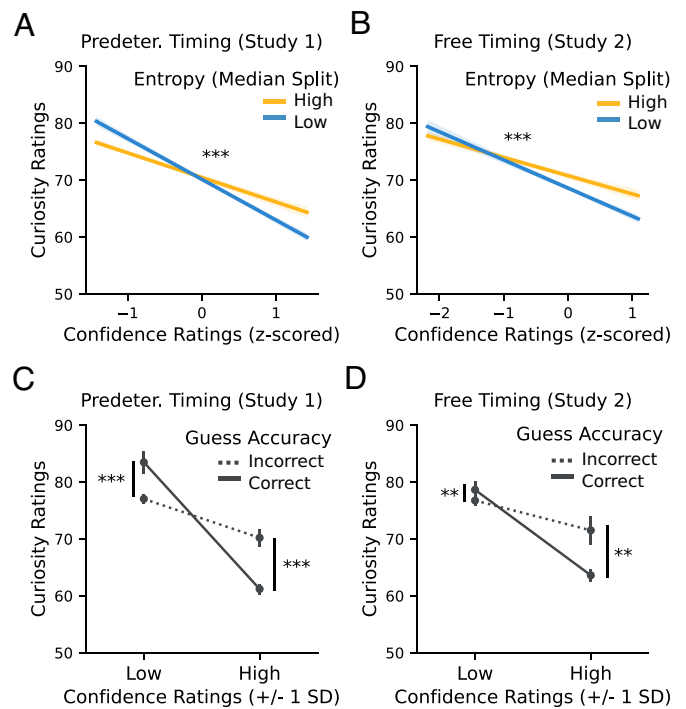 A
Predeter. Timing (Study 1)
Entropy (Median Split)
High
Low
***
Curiosity Ratings
90
80
70
60
50
−1
0
1
Confidence Ratings (z-scored)
B
Free Timing (Study 2)
Entropy (Median Split)
High
Low
***
Curiosity Ratings
90
80
70
60
50
−2
−1
0
1
Confidence Ratings (z-scored)
C
Predeter. Timing (Study 1)
Guess Accuracy
Incorrect
Correct
***
***
Curiosity Ratings
90
80
70
60
50
Low
High
Confidence Ratings (+/- 1 SD)
D
Free Timing (Study 2)
Guess Accuracy
Incorrect
Correct
**
**
Curiosity Ratings
90
80
70
60
50
Low
High
Confidence Ratings (+/- 1 SD)